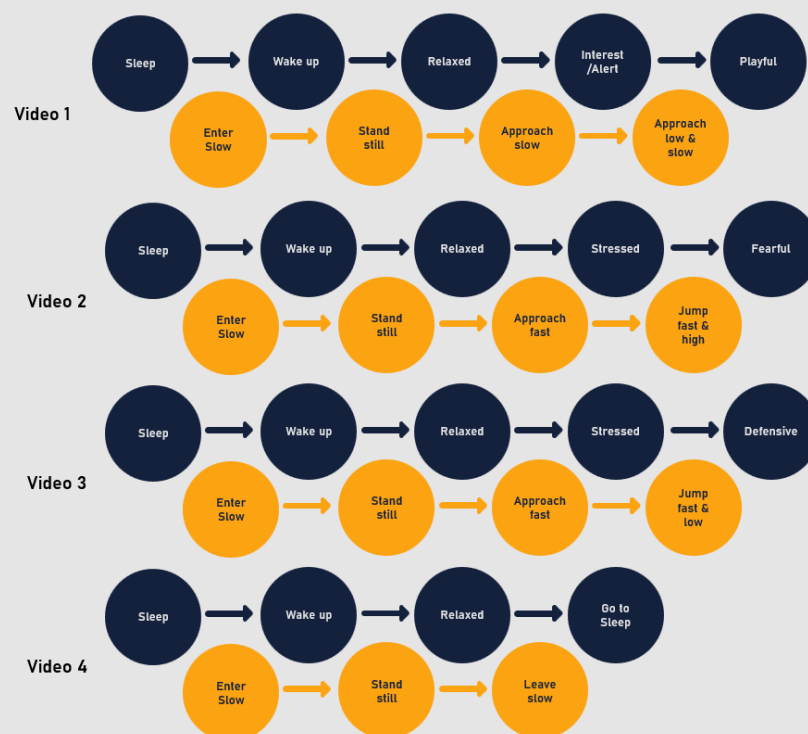 Sleep
Wake up
Relaxed
Interest
/Alert
Playful
Video 1
Enter
Slow
Stand
still
Approach
slow
Approach
low &
slow
Sleep
Wake up
Relaxed
Stressed
Fearful
Video 2
Enter
Slow
Stand
still
Approach
fast
Jump
fast &
high
Sleep
Wake up
Relaxed
Stressed
Defensive
Video 3
Enter
Slow
Stand
still
Approach
fast
Jump
fast &
low
Sleep
Wake up
Relaxed
Go to
Sleep
Video 4
Enter
Slow
Stand
still
Leave
slow